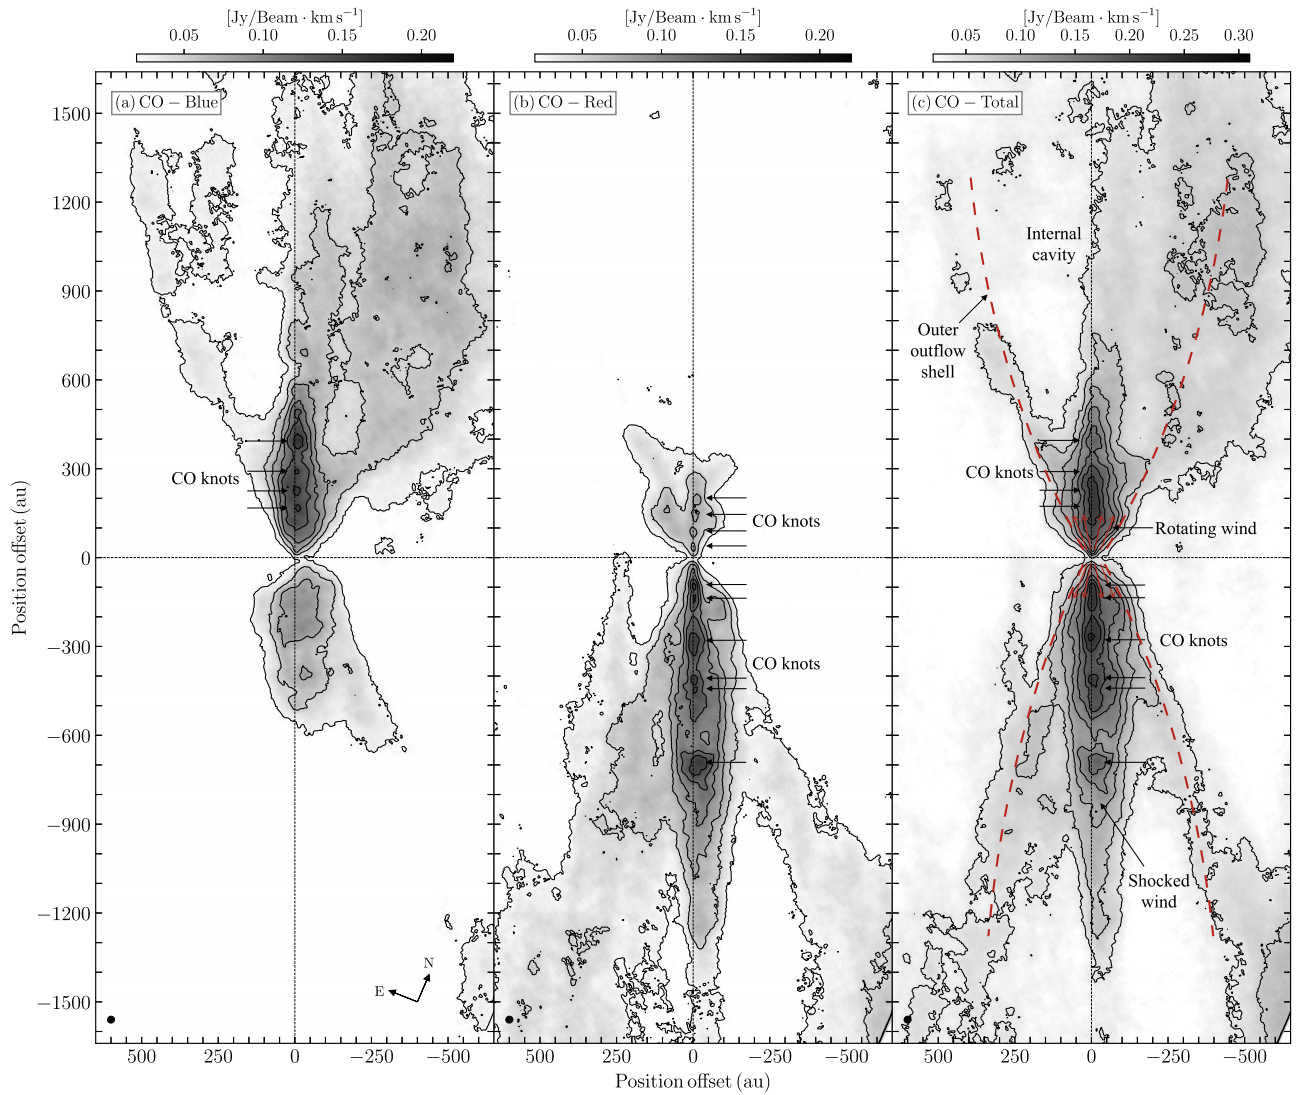 [Jy/Beam · km s⁻¹]
0.05 0.10 0.15 0.20
[Jy/Beam · km s⁻¹]
0.05 0.10 0.15 0.20
[Jy/Beam · km s⁻¹]
0.05 0.10 0.15 0.20 0.25 0.30
(a) CO − Blue
(b) CO − Red
(c) CO − Total
1500
1200
900
600
300
0
−300
−600
−900
−1200
−1500
Position offset (au)
CO knots
N
E
CO knots
CO knots
Internal
cavity
Outer
outflow
shell
CO knots
Rotating wind
CO knots
Shocked
wind
500 250 0 −250 −500
500 250 0 −250 −500
500 250 0 −250 −500
Position offset (au)